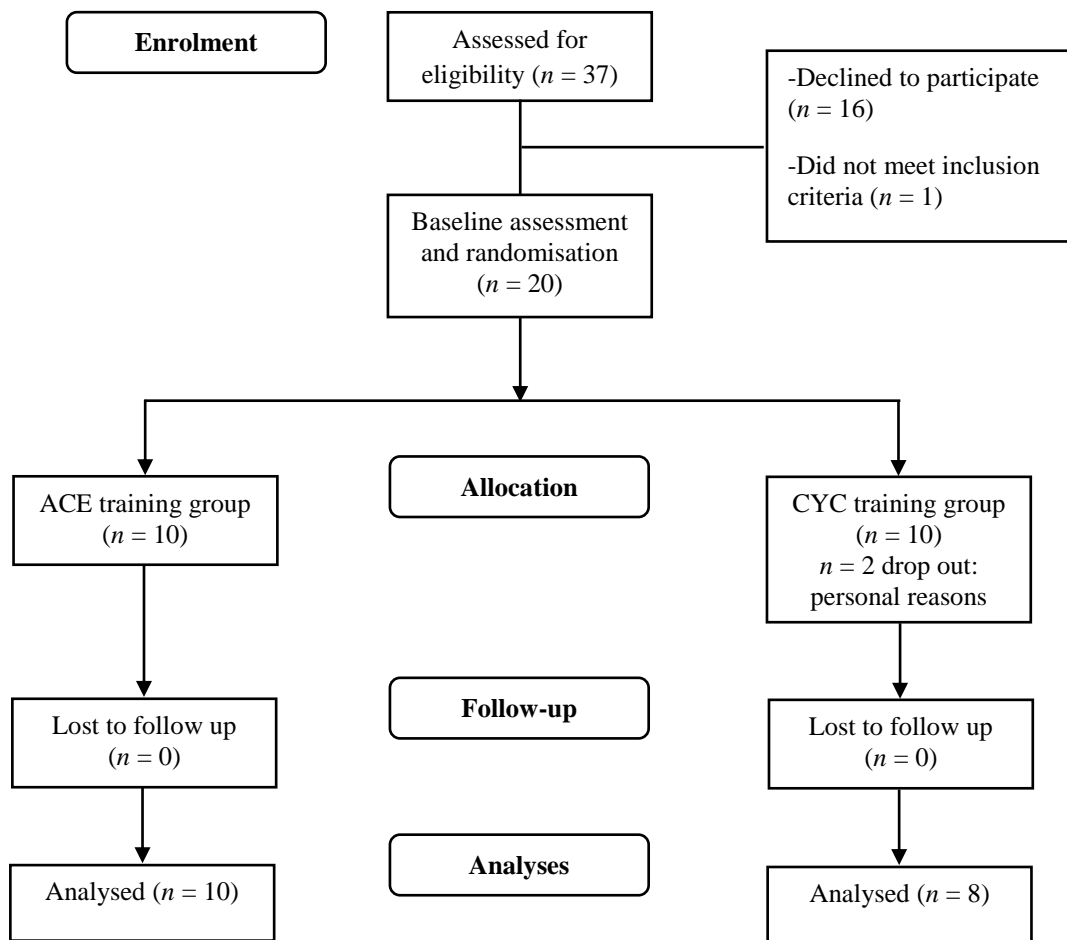 Enrolment
Assessed for
eligibility (n = 37)
-Declined to participate
(n = 16)
-Did not meet inclusion
criteria (n = 1)
Baseline assessment
and randomisation
(n = 20)
ACE training group
(n = 10)
Allocation
CYC training group
(n = 10)
n = 2 drop out:
personal reasons
Lost to follow up
(n = 0)
Follow-up
Lost to follow up
(n = 0)
Analysed (n = 10)
Analyses
Analysed (n = 8)